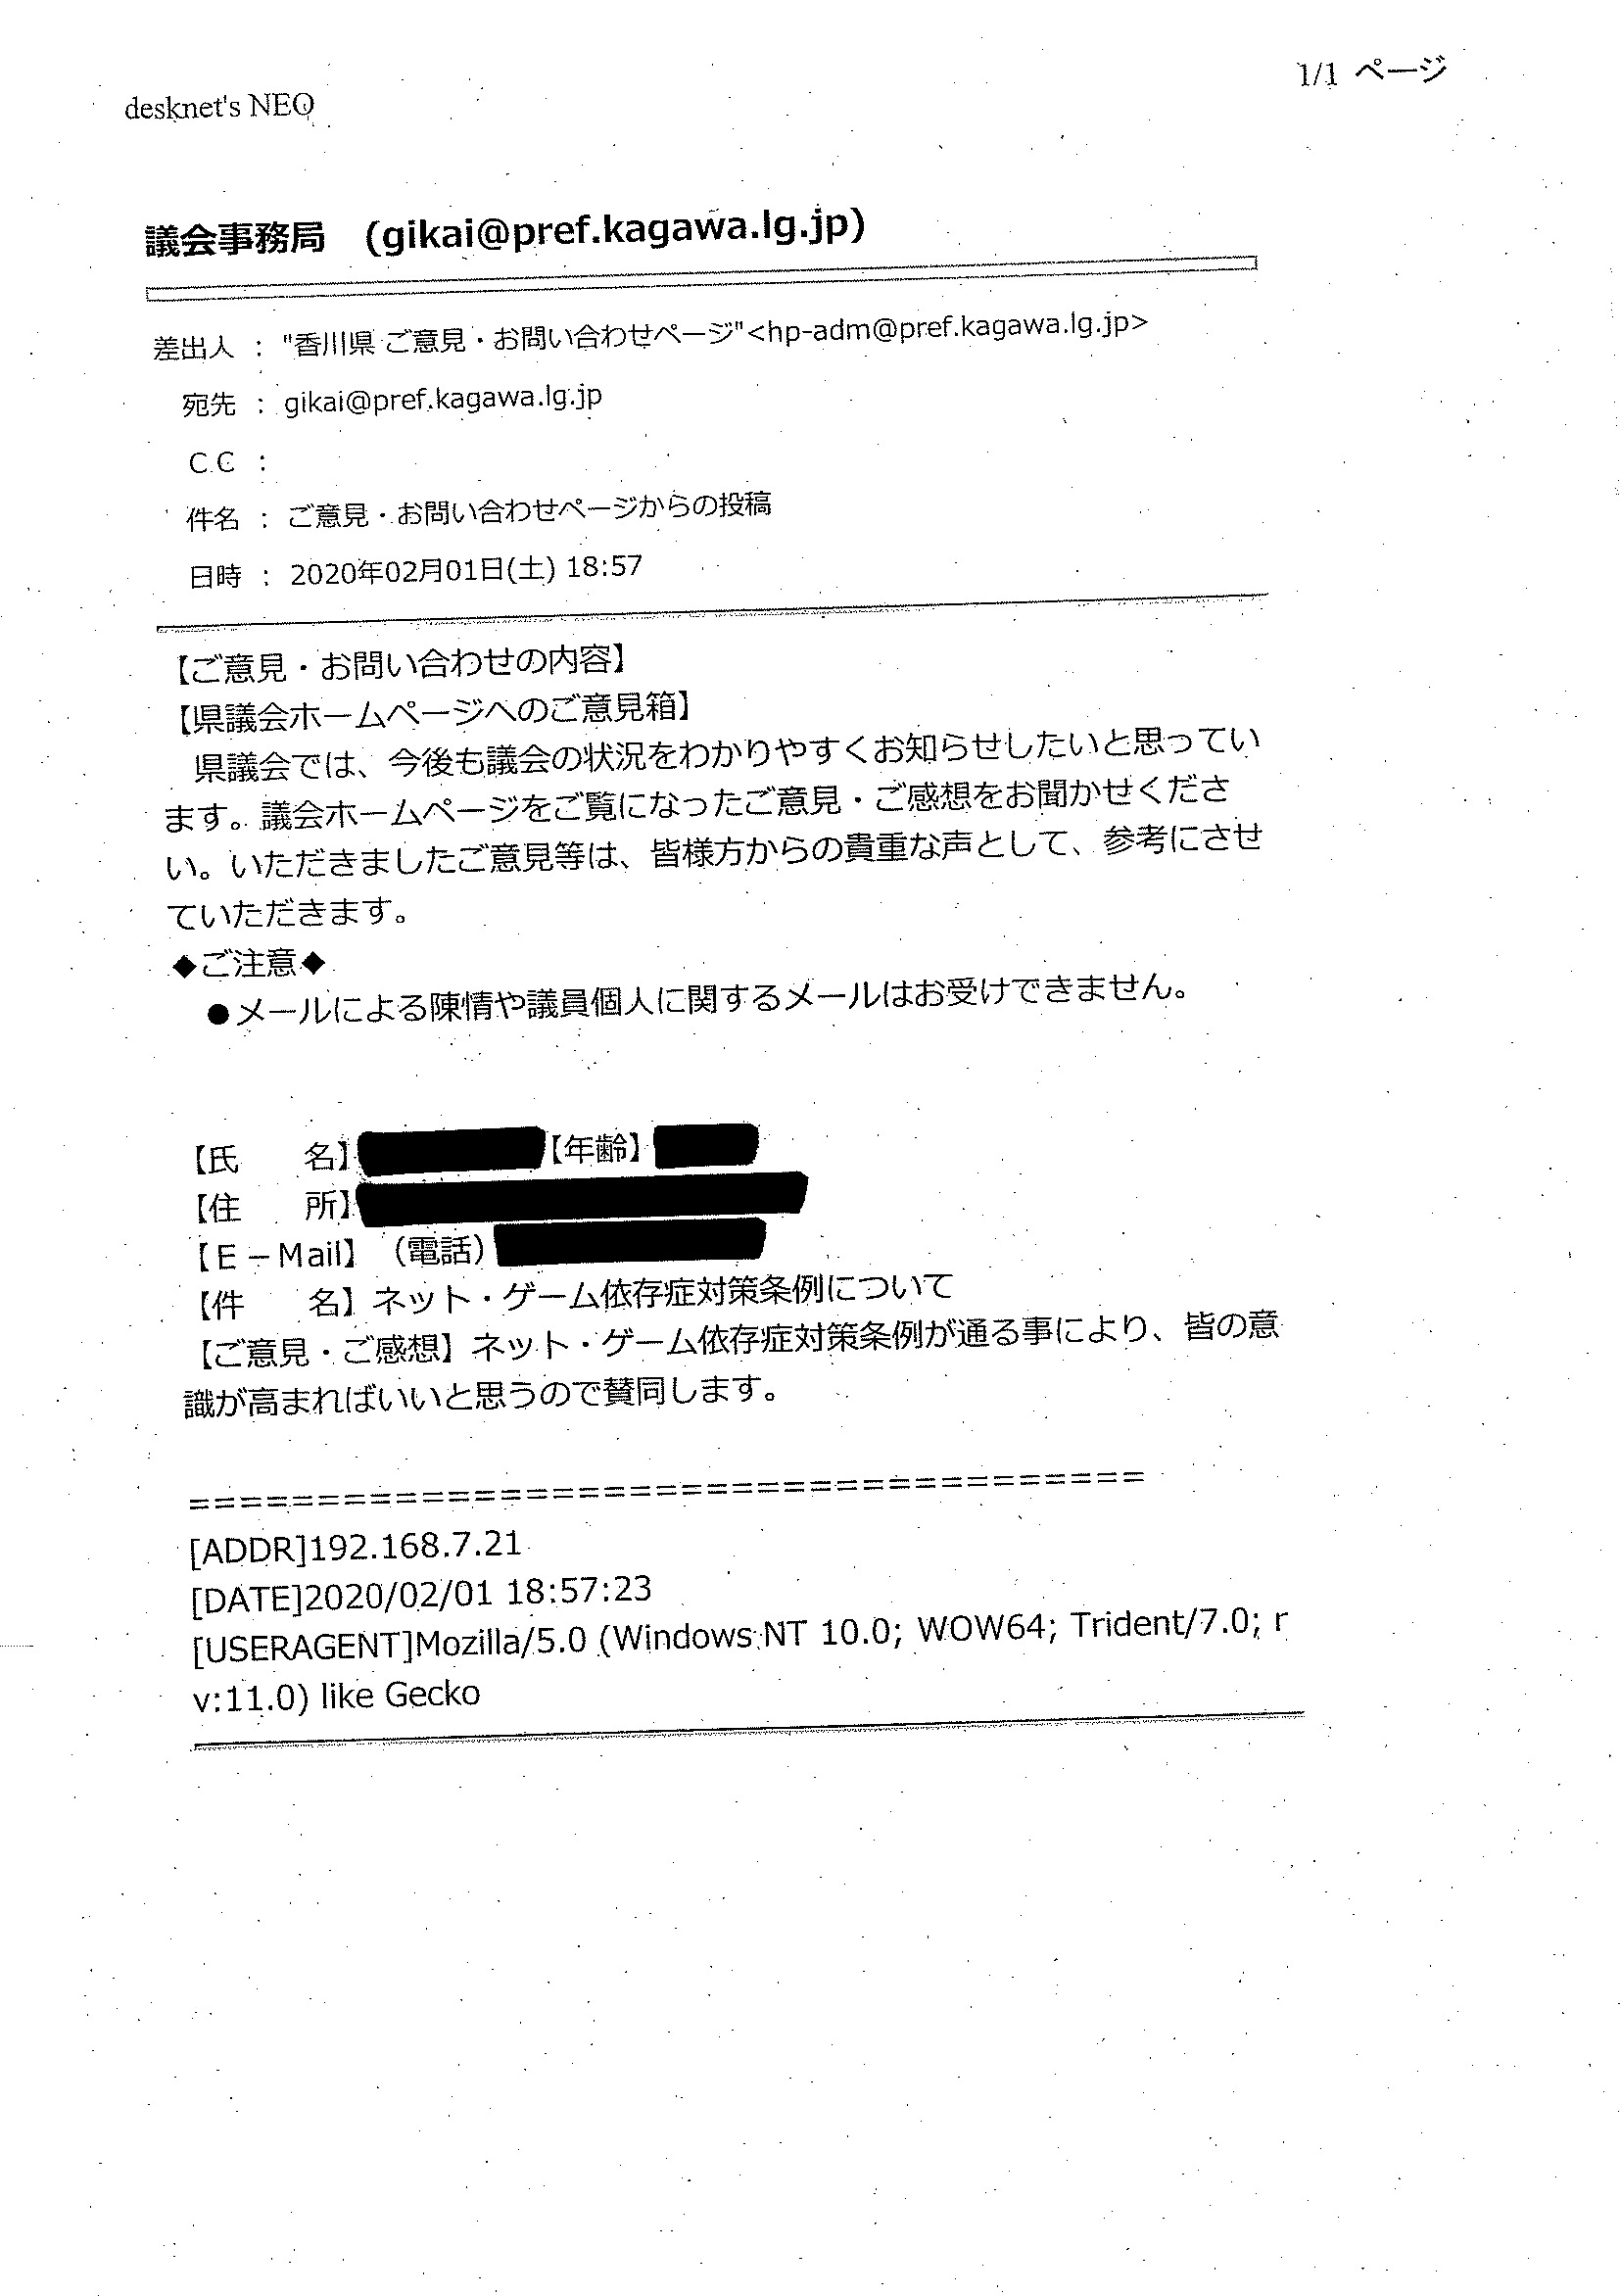 1/1 ページ
desknet's NEO
議会事務局 (gikai@pref.kagawa.lg.jp)
差出人 : "香川県 ご意見・お問い合わせページ"<hp-adm@pref.kagawa.lg.jp>
宛先 : gikai@pref.kagawa.lg.jp
CC :
件名 : ご意見・お問い合わせページからの投稿
日時 : 2020年02月01日(土) 18:57
【ご意見・お問い合わせの内容】
【県議会ホームページへのご意見箱】
県議会では、今後も議会の状況をわかりやすくお知らせしたいと思ってい
ます。議会ホームページをご覧になったご意見・ご感想をお聞かせくださ
い。いただきましたご意見等は、皆様方からの貴重な声として、参考にさせ
ていただきます。
◆ご注意◆
●メールによる陳情や議員個人に関するメールはお受けできません。
【氏　　名】 【年齢】
【住　　所】
【E－Mail】（電話）
【件　　名】ネット・ゲーム依存症対策条例について
【ご意見・ご感想】ネット・ゲーム依存症対策条例が通る事により、皆の意
識が高まればいいと思うので賛同します。
=====================================
[ADDR]192.168.7.21
[DATE]2020/02/01 18:57:23
[USERAGENT]Mozilla/5.0 (Windows NT 10.0; WOW64; Trident/7.0; r
v:11.0) like Gecko